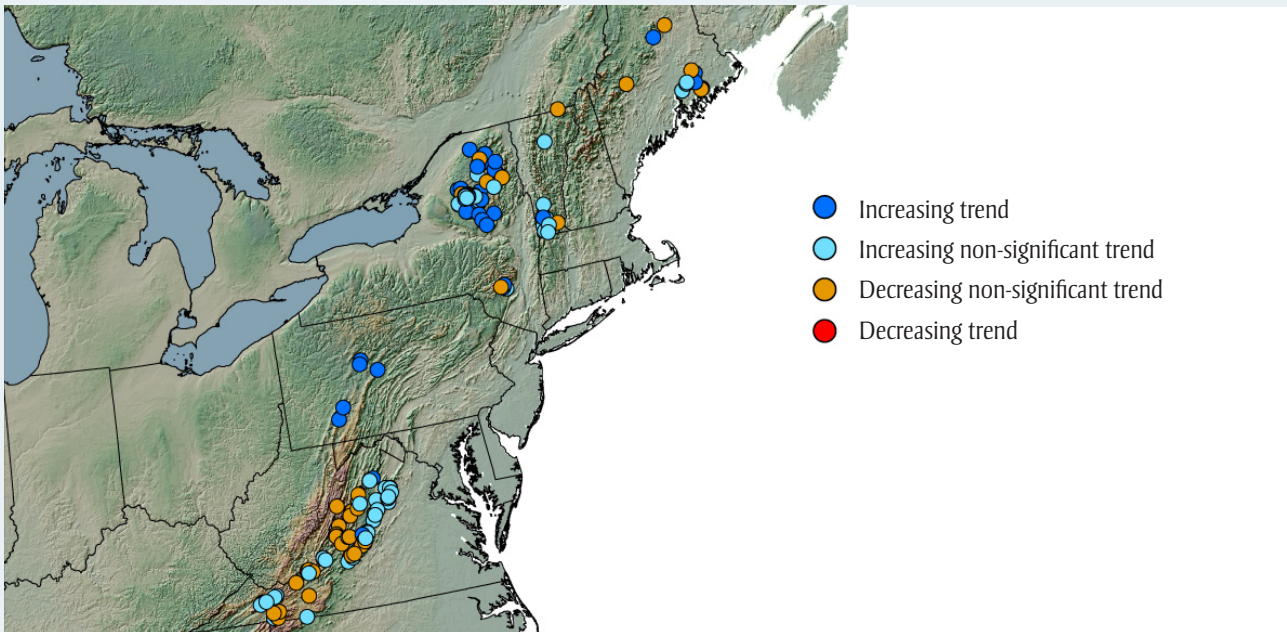 Increasing trend
Increasing non-significant trend
Decreasing non-significant trend
Decreasing trend